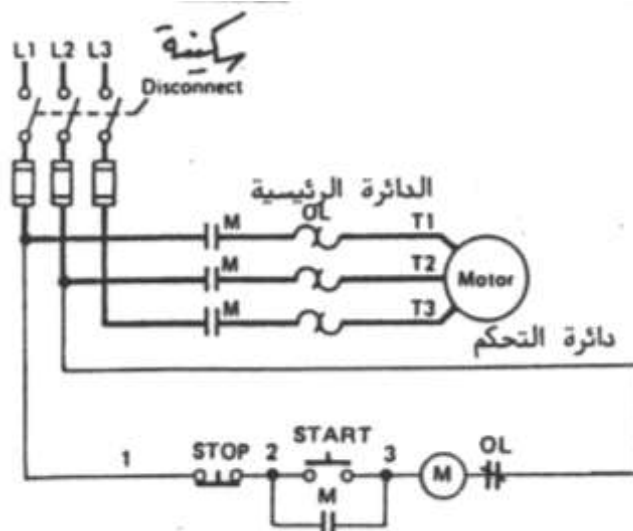 سكينة
L1 L2 L3
Disconnect
الدائرة الرئيسية
OL
M T1
M T2
Motor
M T3
دائرة التحكم
1 STOP 2 START 3 M OL
M